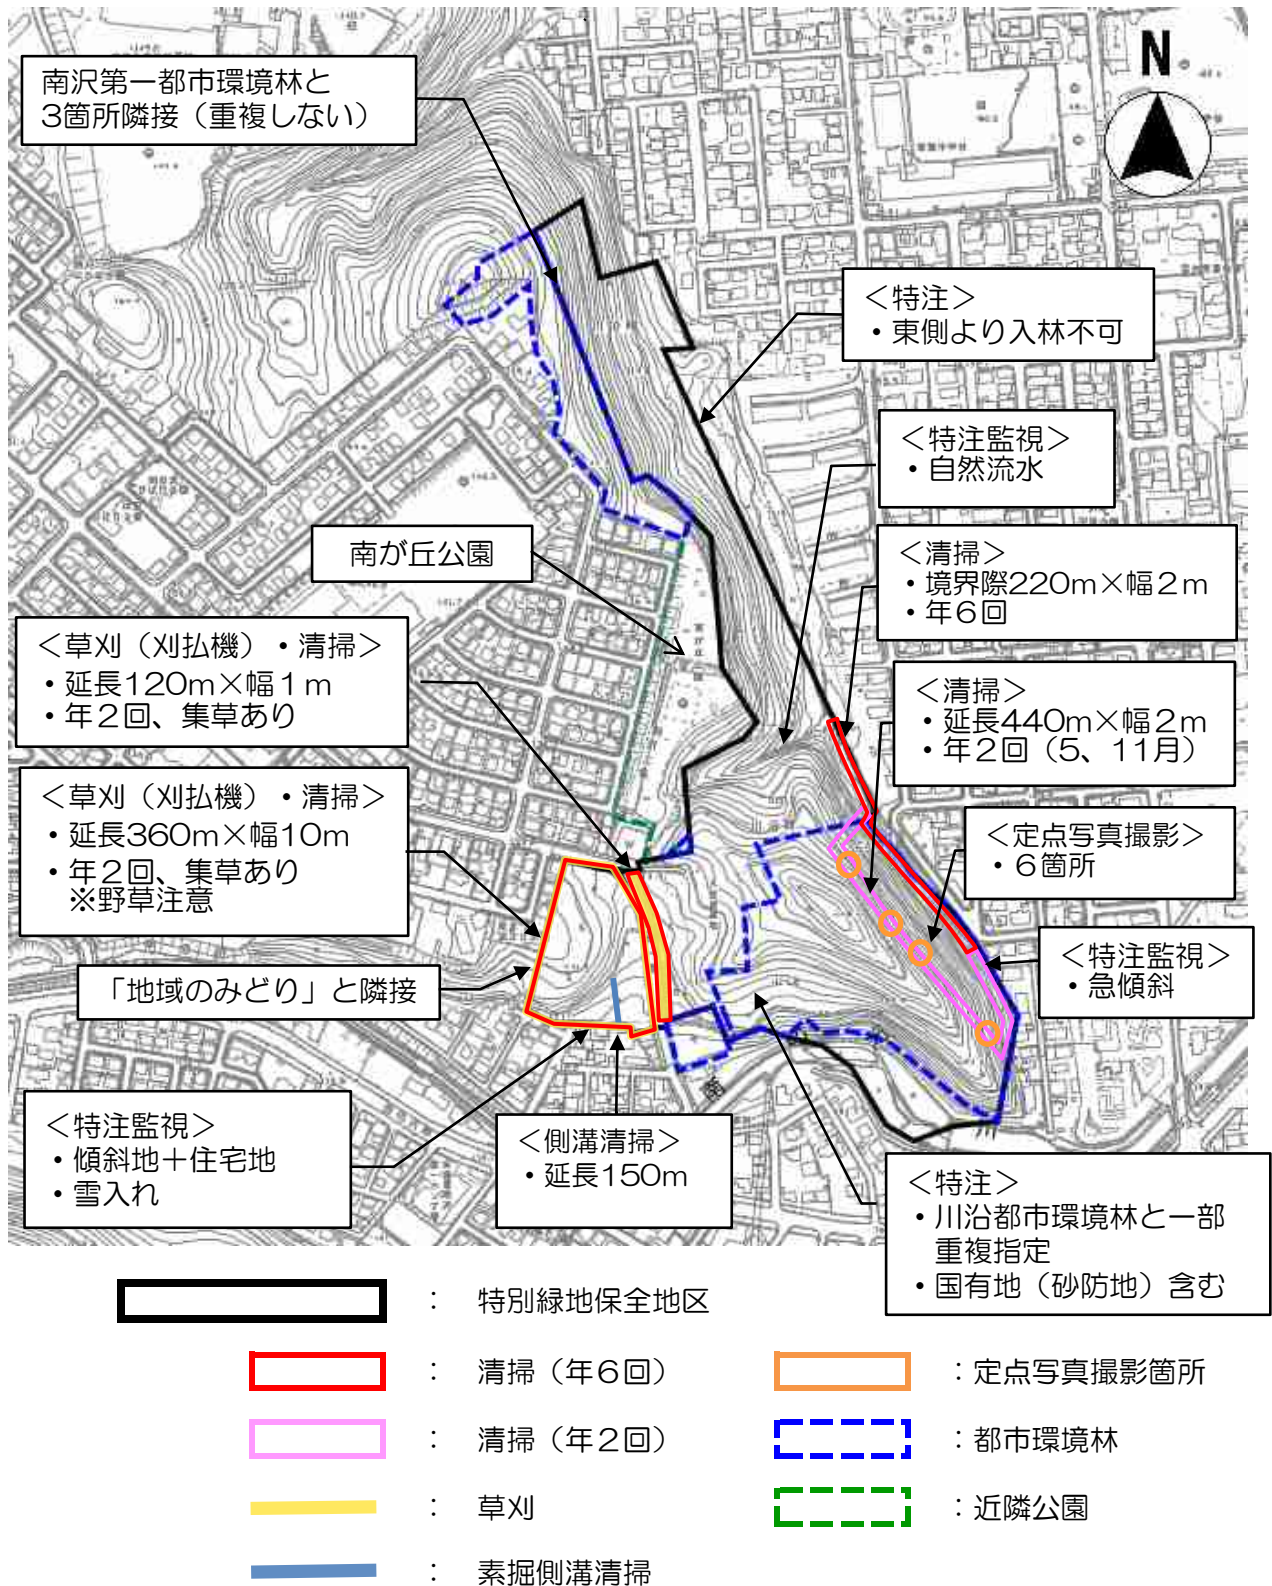 南沢第一都市環境林と
3箇所隣接（重複しない）
N
＜特注＞
・東側より入林不可
＜特注監視＞
・自然流水
南が丘公園
＜清掃＞
・境界際220m×幅２m
・年６回
＜草刈（刈払機）・清掃＞
・延長120m×幅１m
・年２回、集草あり
＜清掃＞
・延長440m×幅２m
・年２回（5、11月）
＜草刈（刈払機）・清掃＞
・延長360m×幅10m
・年２回、集草あり
※野草注意
＜定点写真撮影＞
・６箇所
「地域のみどり」と隣接
＜特注監視＞
・急傾斜
＜特注監視＞
・傾斜地＋住宅地
・雪入れ
＜側溝清掃＞
・延長150m
＜特注＞
・川沿都市環境林と一部
重複指定
・国有地（砂防地）含む
： 特別緑地保全地区
： 清掃（年６回）
：定点写真撮影箇所
： 清掃（年２回）
：都市環境林
： 草刈
：近隣公園
： 素掘側溝清掃